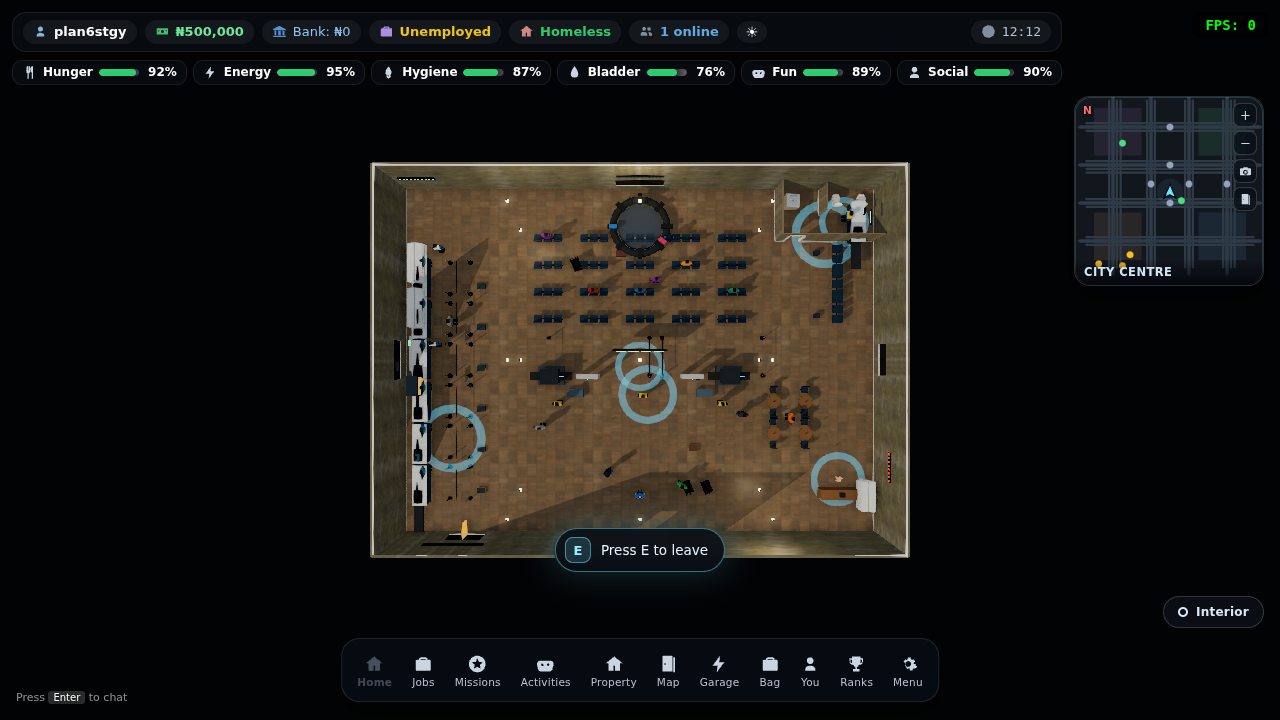 plan6stgy
₦500,000
Bank: ₦0
Unemployed
Homeless
1 online
12:12
FPS: 0
Hunger 92%
Energy 95%
Hygiene 87%
Bladder 76%
Fun 89%
Social 90%
N
+
−
CITY CENTRE
E Press E to leave
Interior
Home
Jobs
Missions
Activities
Property
Map
Garage
Bag
You
Ranks
Menu
Press Enter to chat